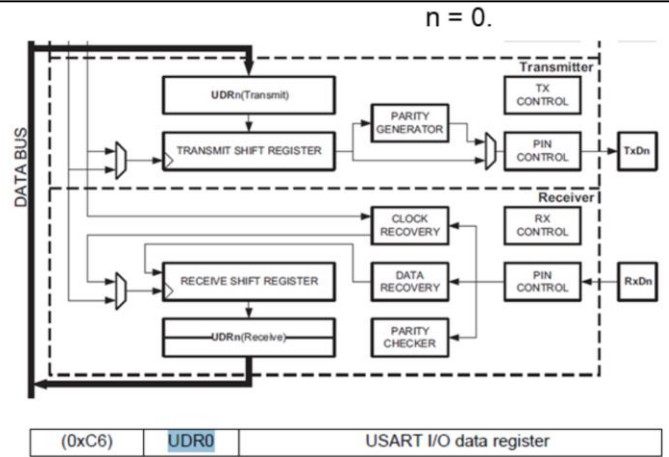 n = 0.
Transmitter
UDRn(Transmit)
TX
CONTROL
PARITY
GENERATOR
TRANSMIT SHIFT REGISTER
PIN
CONTROL
TxDn
DATA BUS
Receiver
CLOCK
RECOVERY
RX
CONTROL
RECEIVE SHIFT REGISTER
DATA
RECOVERY
PIN
CONTROL
RxDn
UDRn(Receive)
PARITY
CHECKER
(0xC6) UDR0 USART I/O data register